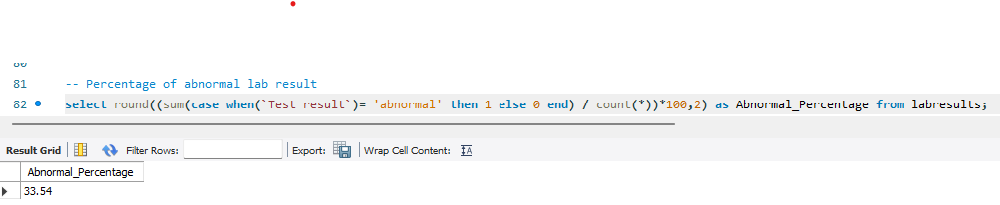 80
81 -- Percentage of abnormal lab result
82 select round((sum(case when(`Test result`)= 'abnormal' then 1 else 0 end) / count(*))*100,2) as Abnormal_Percentage from labresults;
Result Grid Filter Rows: Export: Wrap Cell Content: IA
Abnormal_Percentage
33.54